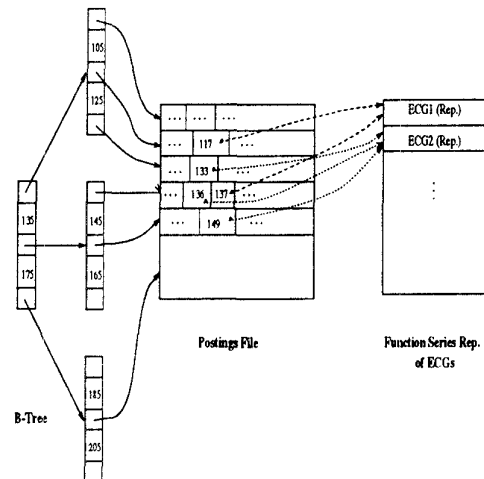 105
125
135
175
145
165
185
205
B-Tree
... ... ...
... 117 ...
... 133 ...
... 136 137 ...
... 149 ...
Postings File
ECG1 (Rep.)
ECG2 (Rep.)
Function Series Rep.
of ECGs